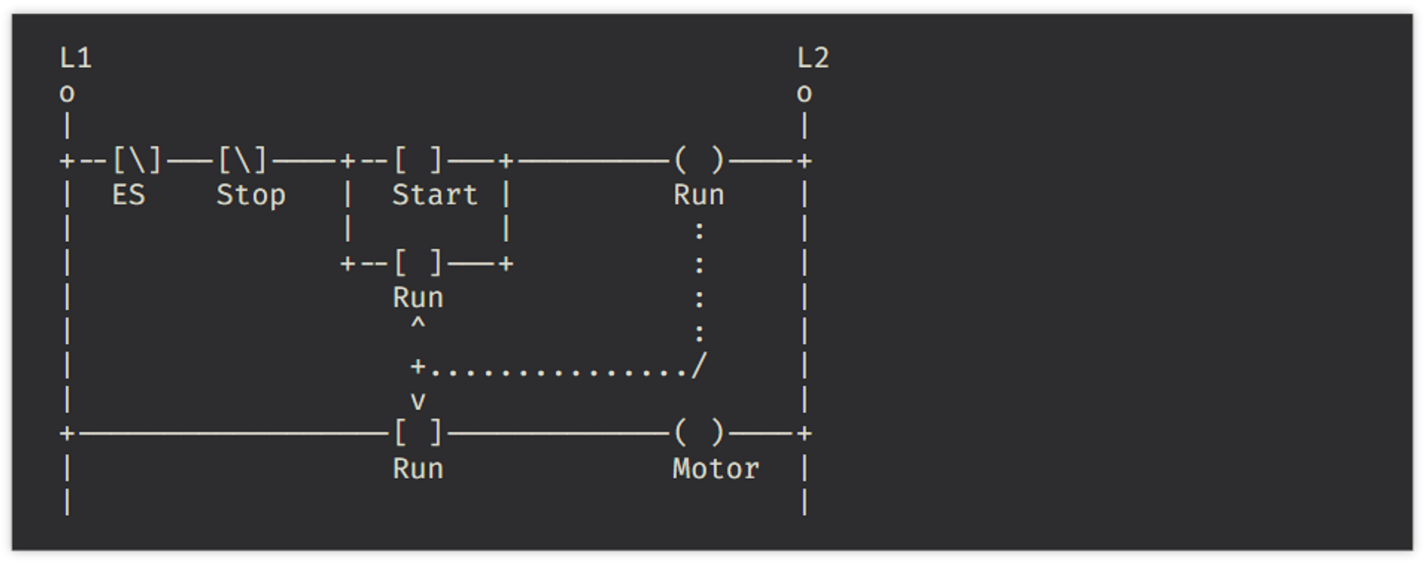 L1 L2
o o
| |
+--[\]——[\]————+--[ ]———+—————————( )————+
| ES Stop | Start | Run |
| | | : |
| +--[ ]———+ : |
| Run : |
| ^ : |
| +.............../ |
| v |
+———————————————————[ ]——————————————( )————+
| Run Motor |
| |